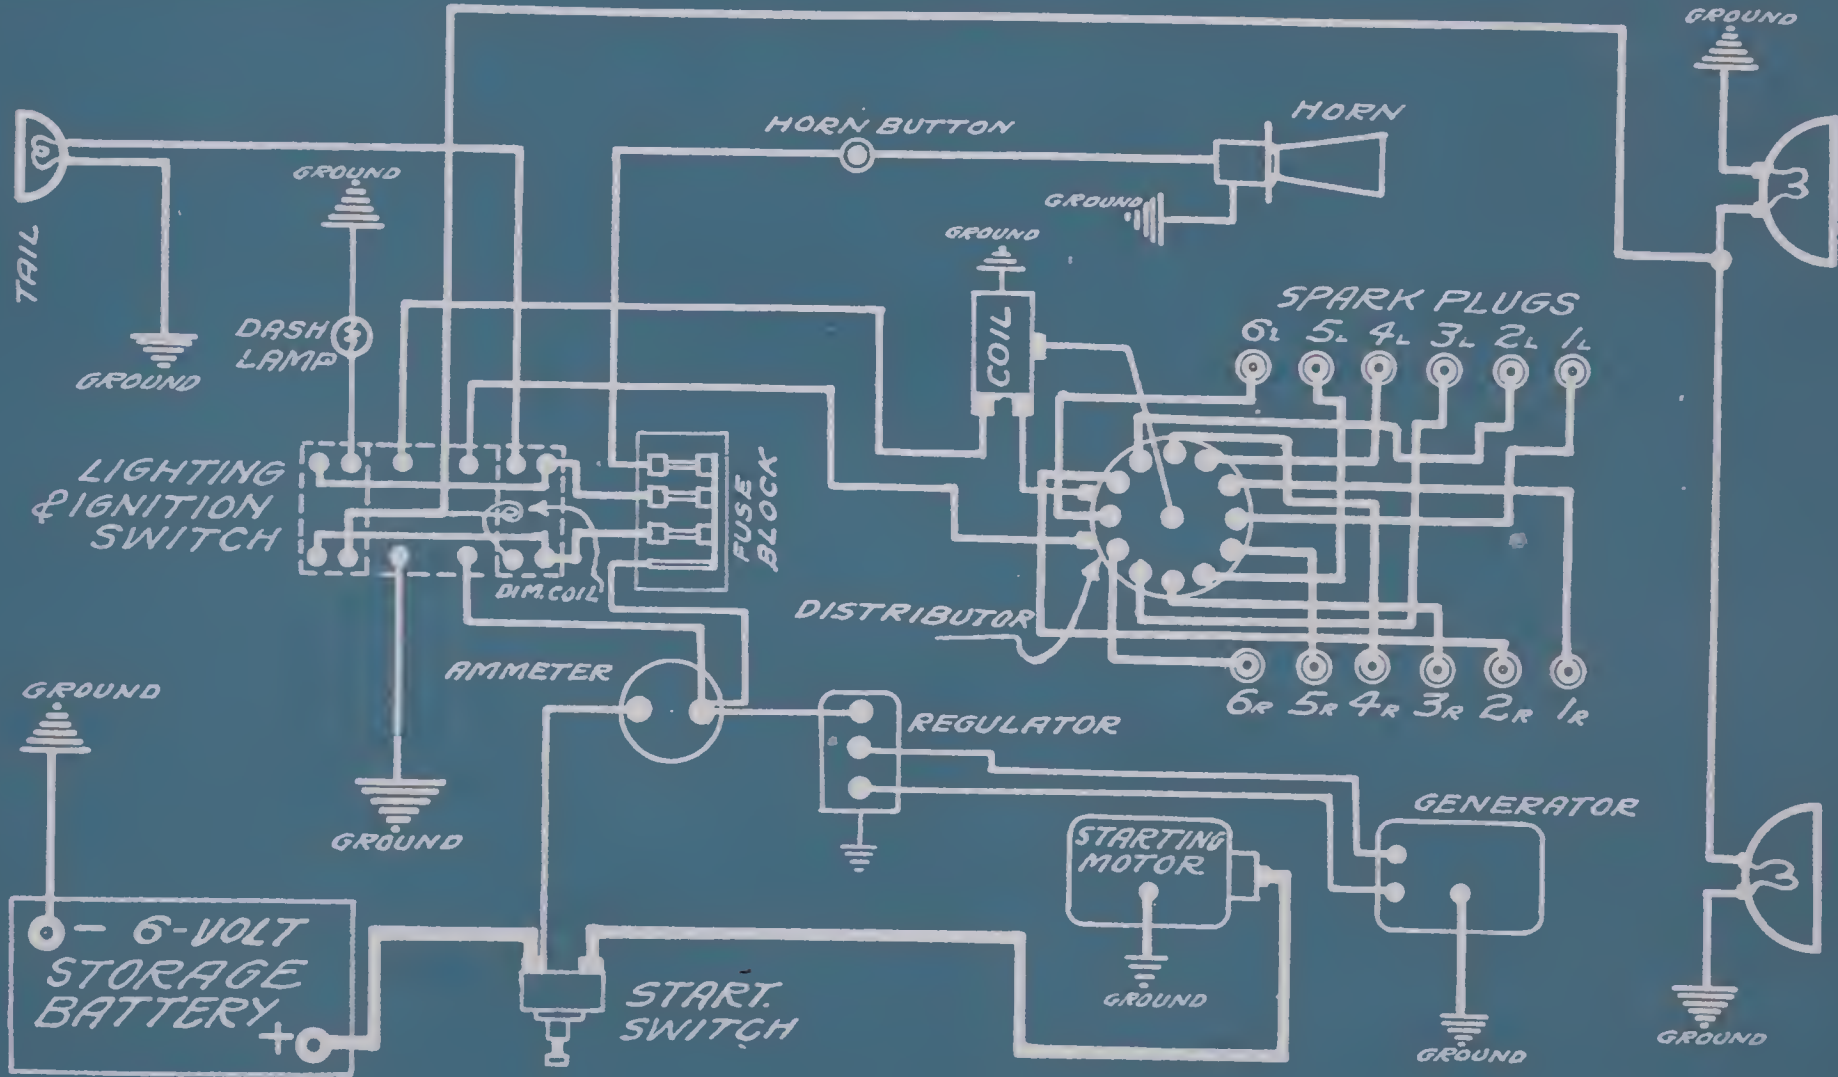 GROUND
HORN BUTTON
HORN
GROUND
GROUND
GROUND
TAIL
DASH
LAMP
GROUND
COIL
SPARK PLUGS
6L 5L 4L 3L 2L 1L
LIGHTING
& IGNITION
SWITCH
FUSE
BLOCK
DIM. COIL
DISTRIBUTOR
AMMETER
6R 5R 4R 3R 2R 1R
GROUND
REGULATOR
GROUND
GENERATOR
STARTING
MOTOR
- 6-VOLT
STORAGE
BATTERY
+
START.
SWITCH
GROUND
GROUND
GROUND